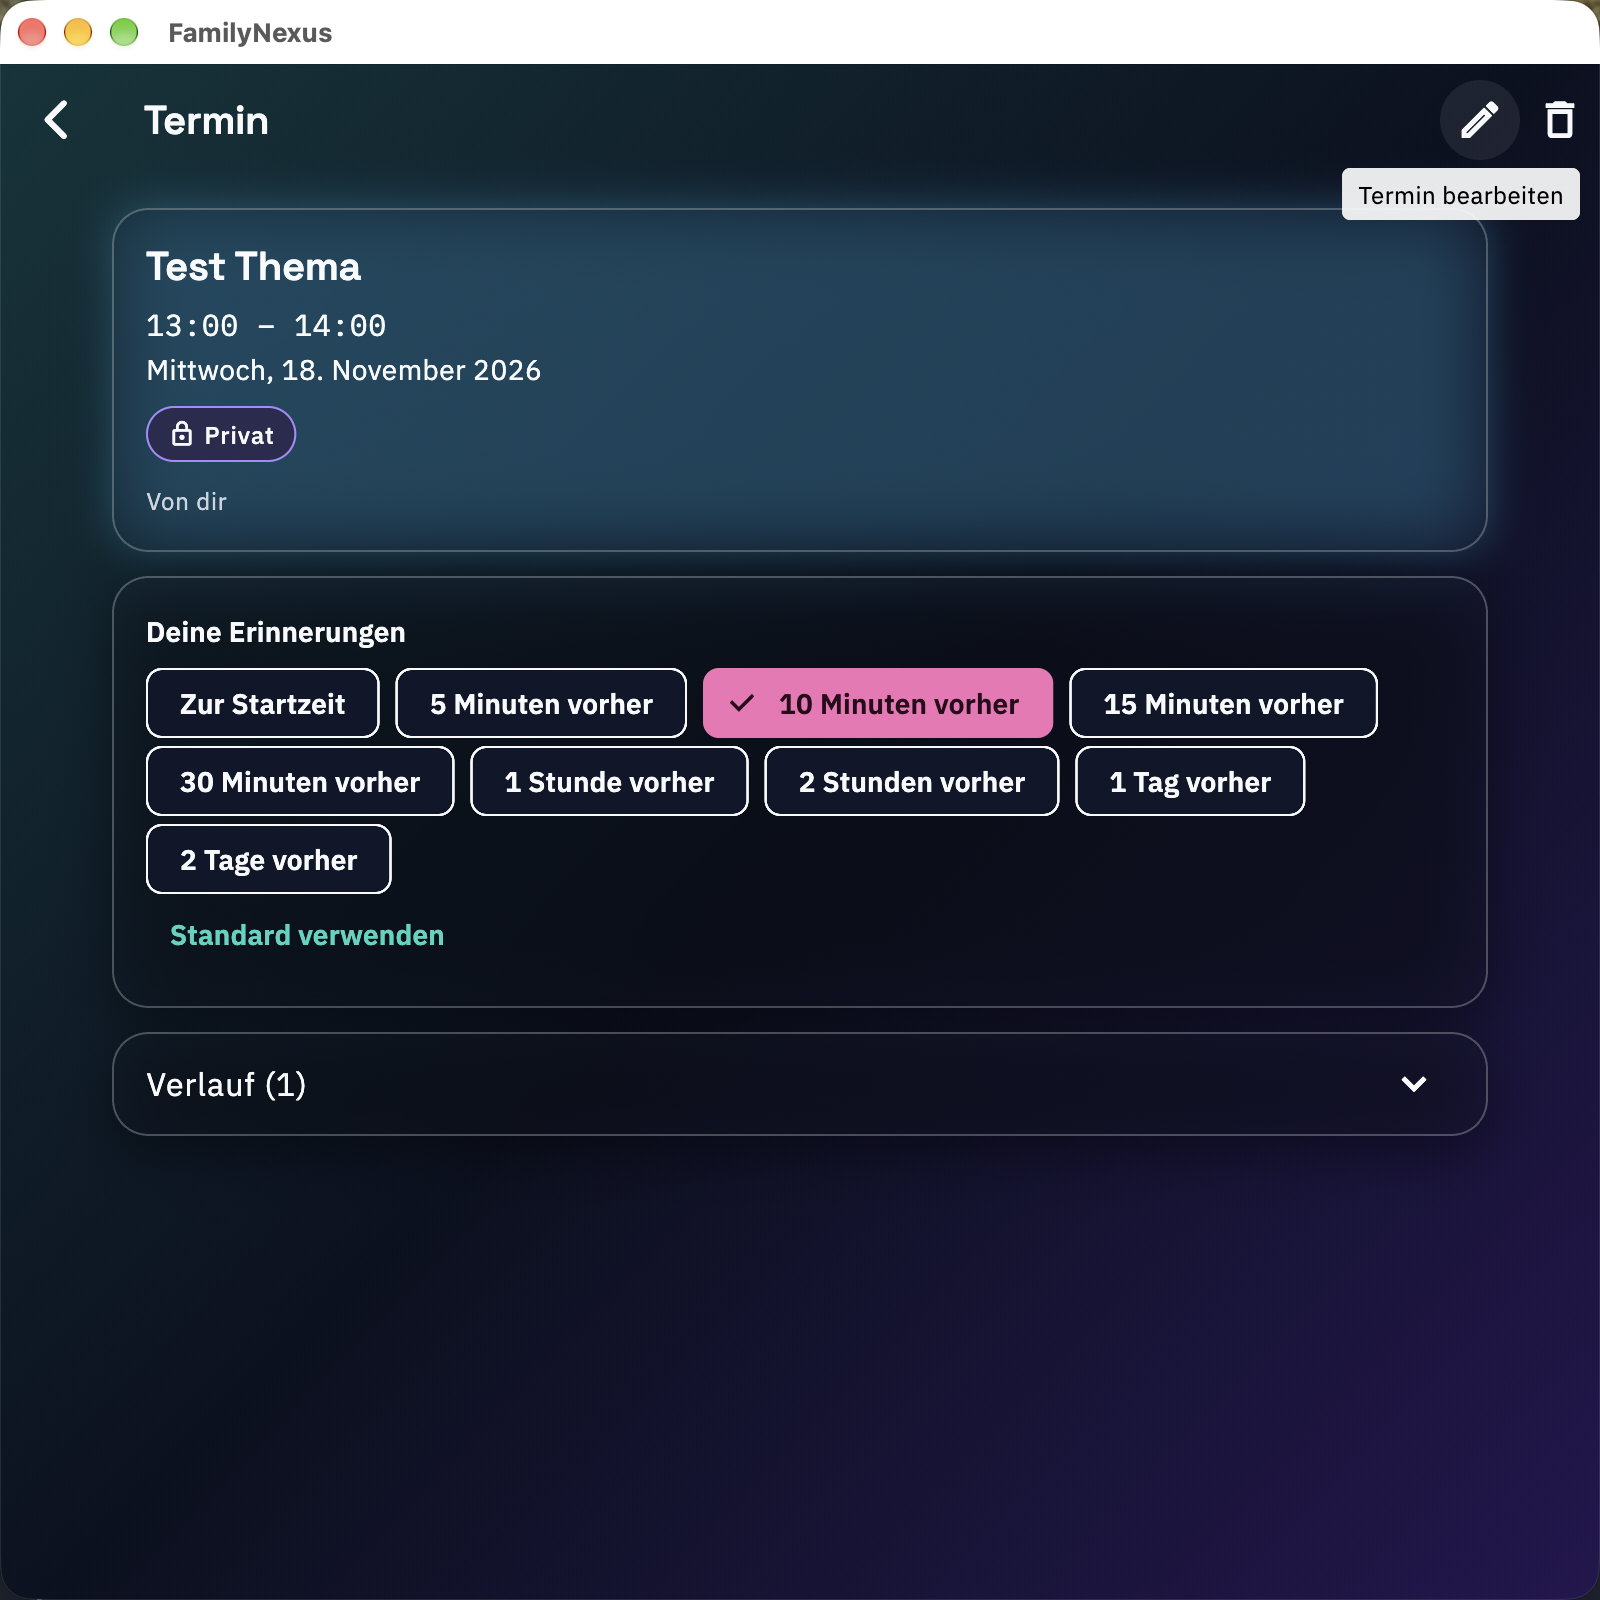 FamilyNexus
Termin
Termin bearbeiten
Test Thema
13:00 – 14:00
Mittwoch, 18. November 2026
Privat
Von dir
Deine Erinnerungen
Zur Startzeit 5 Minuten vorher 10 Minuten vorher 15 Minuten vorher
30 Minuten vorher 1 Stunde vorher 2 Stunden vorher 1 Tag vorher
2 Tage vorher
Standard verwenden
Verlauf (1)